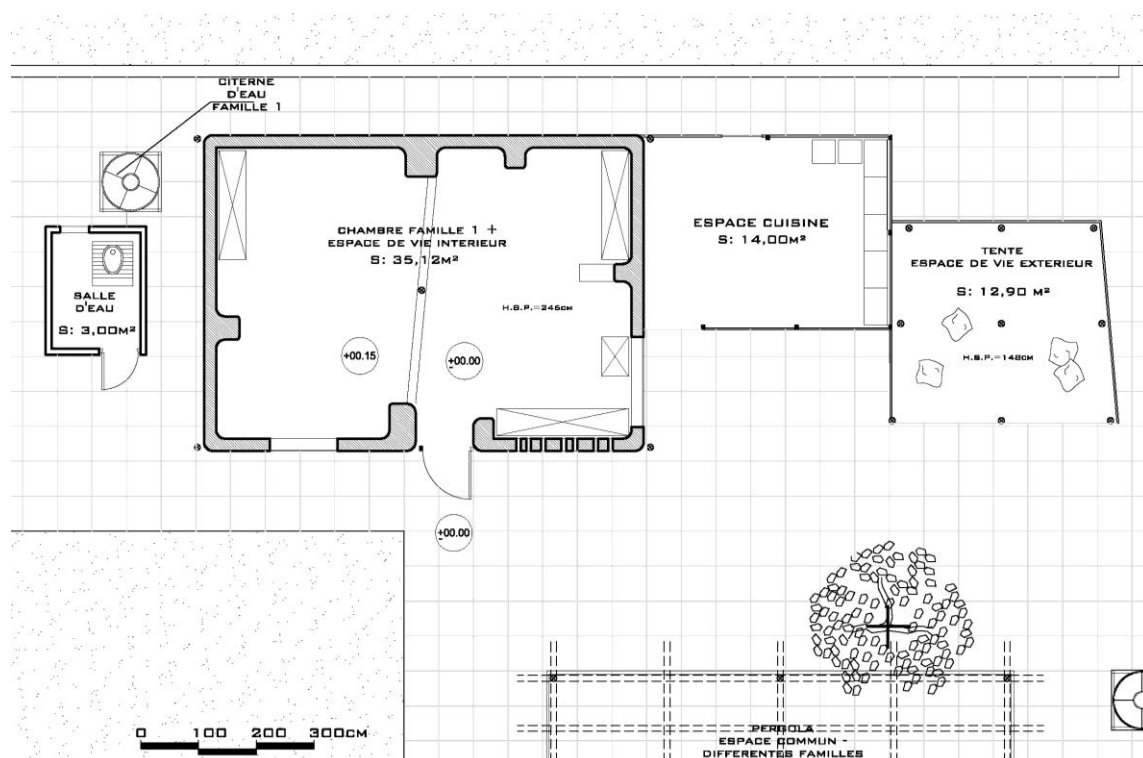 CITERNE
D'EAU
FAMILLE 1
CHAMBRE FAMILLE 1 +
ESPACE DE VIE INTERIEUR
S: 35,12M²
H.S.P.=246CM
+00.15
+00.00
-
ESPACE CUISINE
S: 14,00M²
TENTE
ESPACE DE VIE EXTERIEUR
S: 12,90 M²
H.S.P.=148CM
SALLE
D'EAU
S: 3,00M²
+00.00
-
0 100 200 300CM
PERGOLA
ESPACE COMMUN -
DIFFERENTES FAMILLES